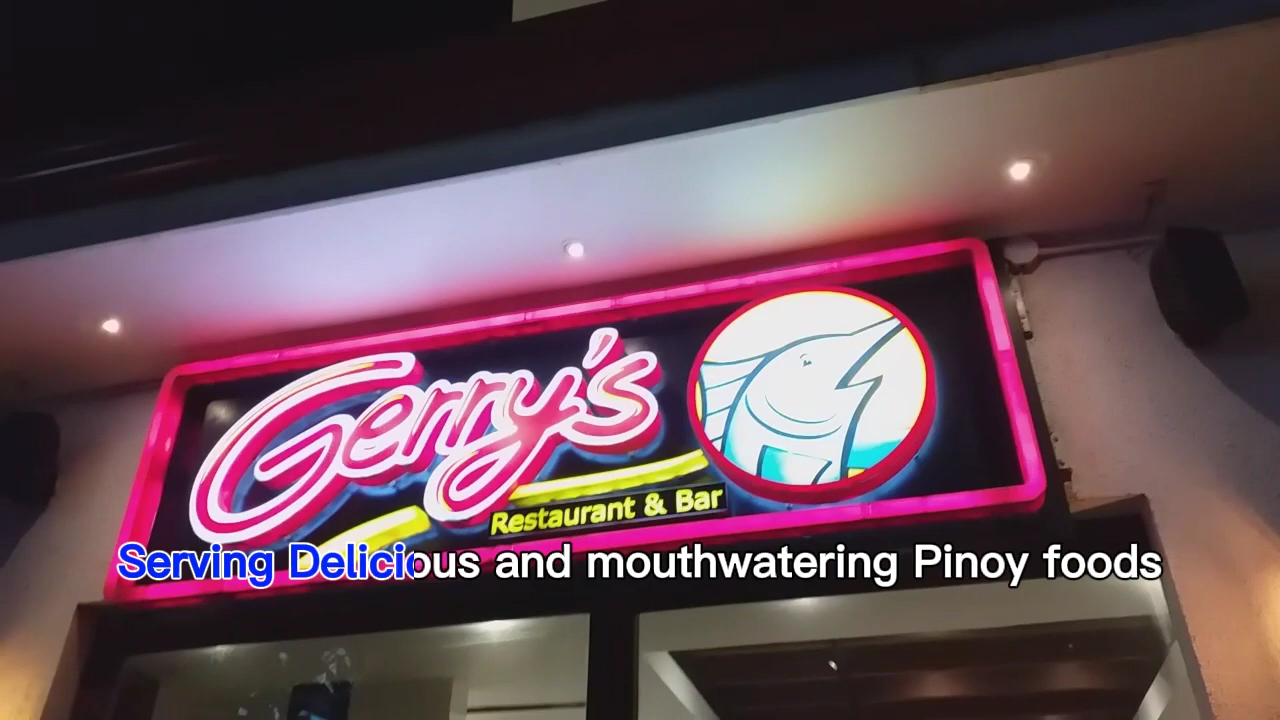 Gerry's
Restaurant & Bar
Serving Delicious and mouthwatering Pinoy foods